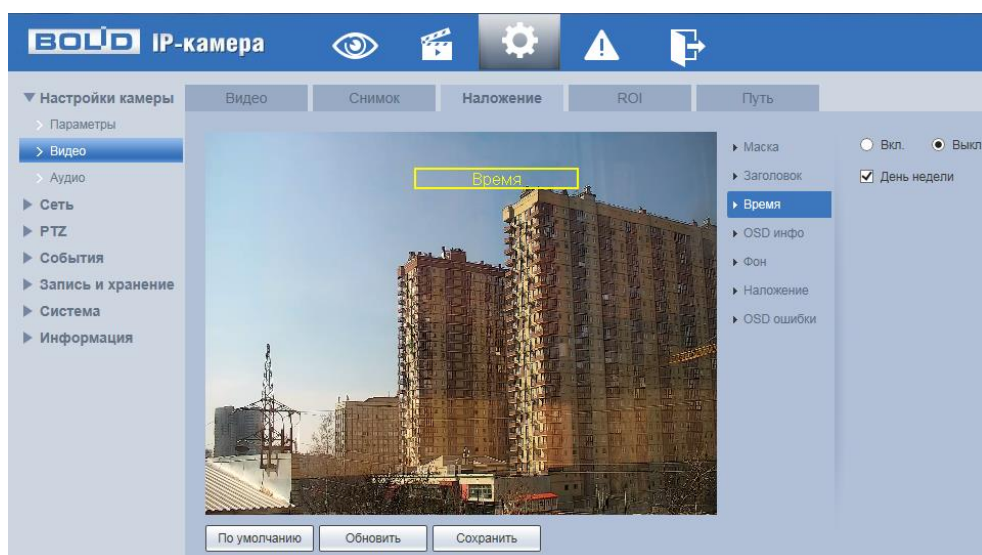 BOLID IP-камера
Настройки камеры
Параметры
Видео
Аудио
Сеть
PTZ
События
Запись и хранение
Система
Информация
Видео Снимок Наложение ROI Путь
Время
Маска
Заголовок
Время
OSD инфо
Фон
Наложение
OSD ошибки
Вкл. Выкл
День недели
По умолчанию Обновить Сохранить